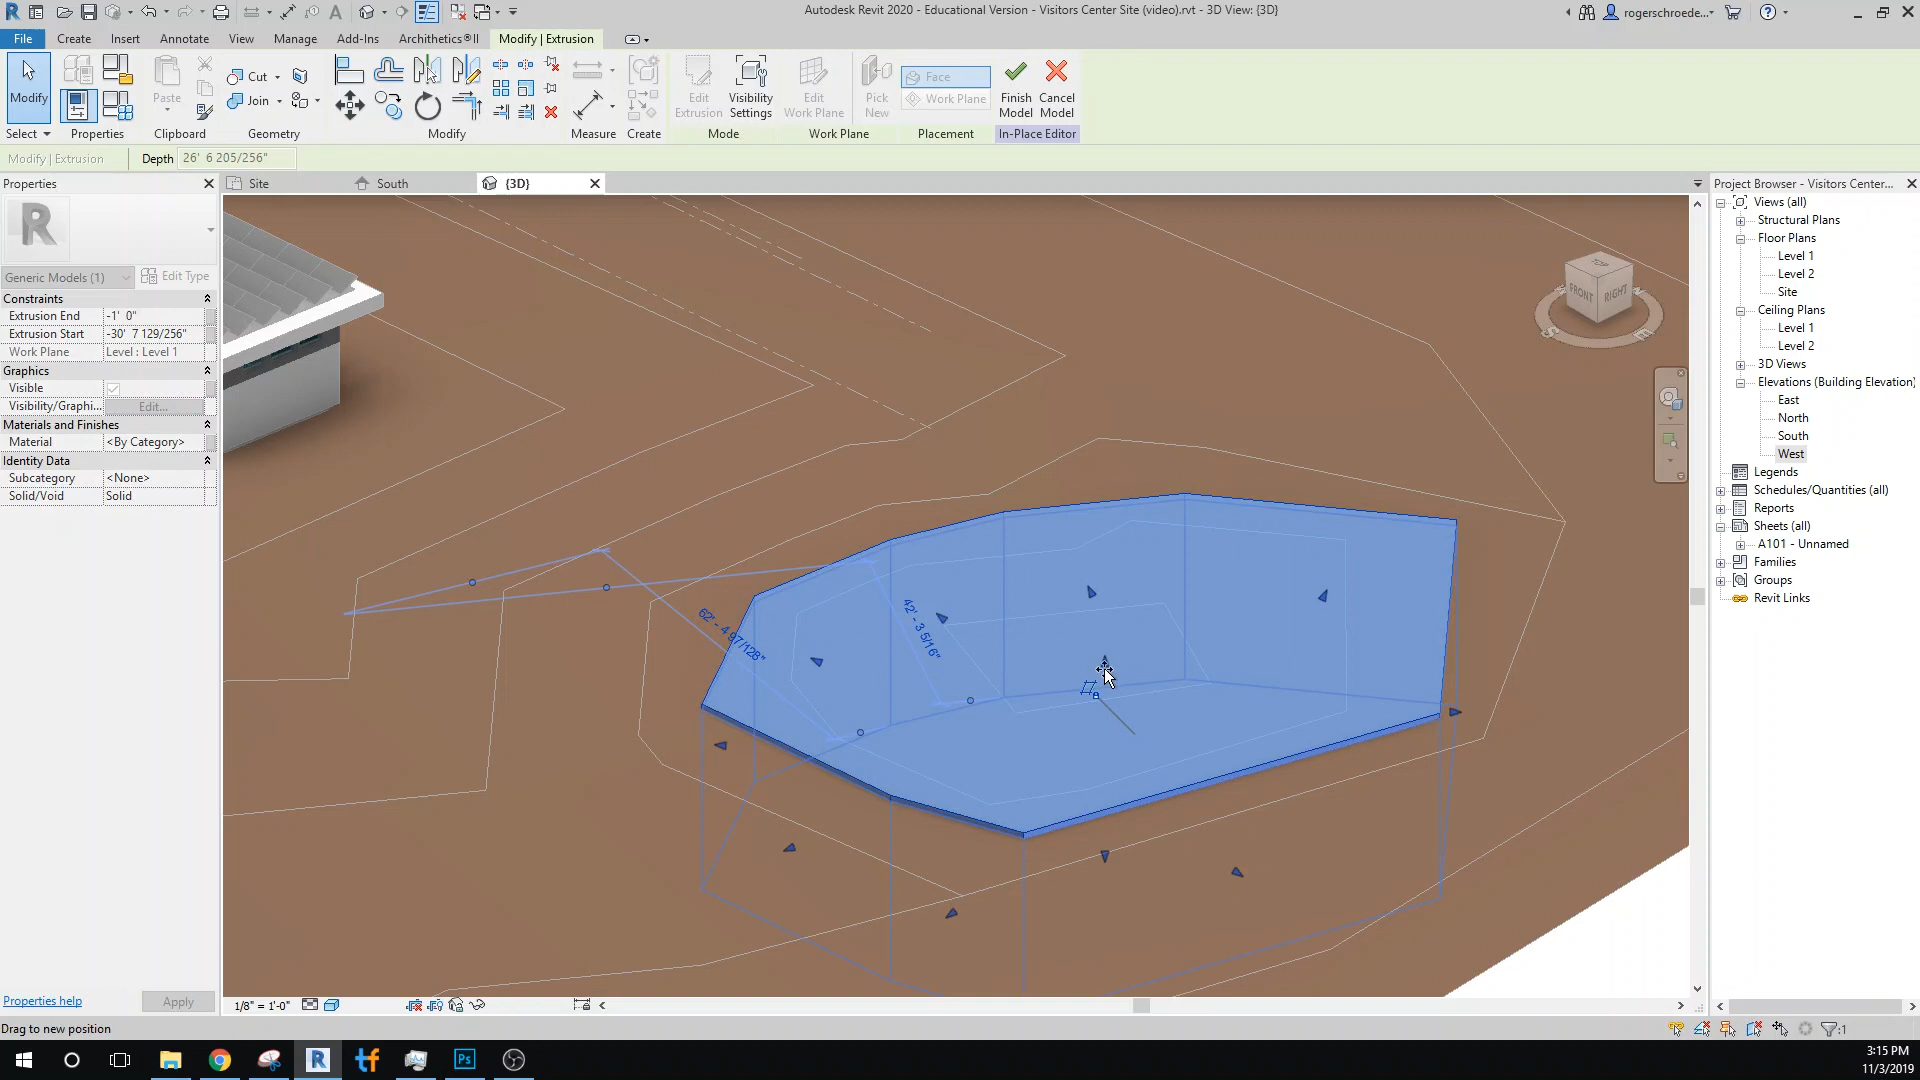 Autodesk Revit 2020 - Educational Version - Visitors Center Site (video).rvt - 3D View: {3D}
rogerschroede...
File
Create
Insert
Annotate
View
Manage
Add-Ins
Collaborate
Archithetics®II
Modify | Extrusion
Modify
Select
Properties
Paste
Clipboard
Cut
Join
Geometry
Modify
Measure
Create
Edit Extrusion
Visibility Settings
Mode
Edit Work Plane
Work Plane
Pick New
Face
Work Plane
Placement
Finish Model
Cancel Model
In-Place Editor
Modify | Extrusion
Depth
26' 6 205/256"
Properties
Site
South
{3D}
Project Browser - Visitors Center...
R
Generic Models (1)
Edit Type
Constraints
Extrusion End
-1' 0"
Extrusion Start
-30' 7 129/256"
Work Plane
Level : Level 1
Graphics
Visible
Visibility/Graphi...
Edit...
Materials and Finishes
Material
<By Category>
Identity Data
Subcategory
<None>
Solid/Void
Solid
Properties help
Apply
62' - 4 97/128"
42' - 3 5/16"
TOP
FRONT
RIGHT
S
E
Views (all)
Structural Plans
Floor Plans
Level 1
Level 2
Site
Ceiling Plans
Level 1
Level 2
3D Views
Elevations (Building Elevation)
East
North
South
West
Legends
Schedules/Quantities (all)
Reports
Sheets (all)
A101 - Unnamed
Families
Groups
Revit Links
1/8" = 1'-0"
Drag to new position
:1
R
tf
Ps
3:15 PM
11/3/2019